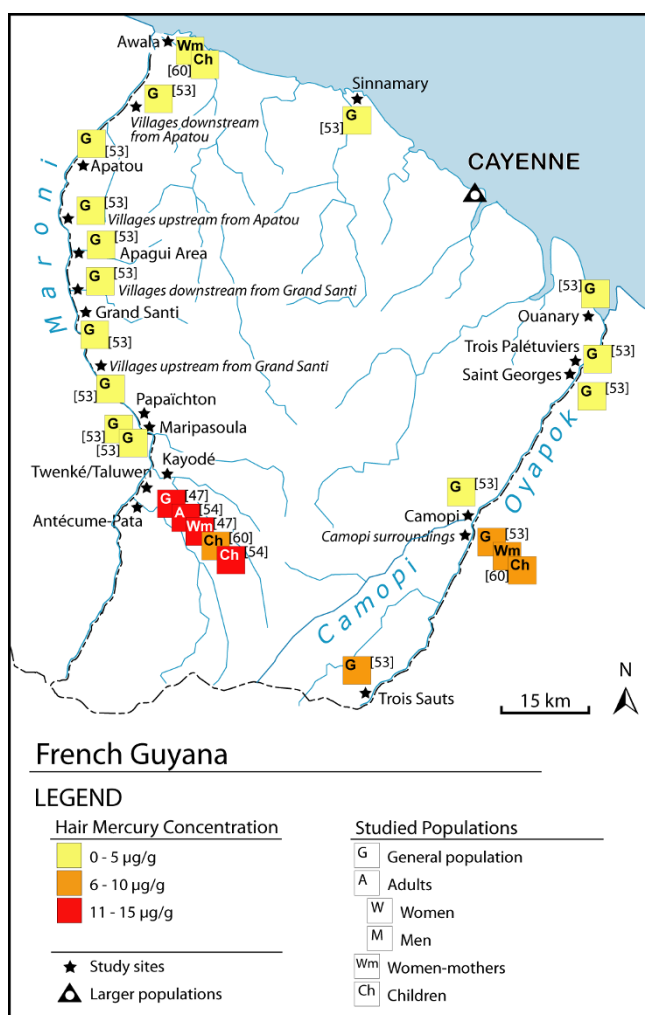 Awala
Wm
Ch
[60]
G
[53]
Villages downstream
from Apatou
Sinnamary
[53]
G
CAYENNE
G
[53]
Apatou
Maroni
G
[53]
Villages upstream from Apatou
G
[53]
Apagui Area
G
[53]
Villages downstream from Grand Santi
Grand Santi
G
[53]
Villages upstream from Grand Santi
[53]
G
Papaïchton
G
Maripasoula
[53]
G
[53]
Kayodé
Twenké/Taluwen
Antécume-Pata
G
[47]
A
[54]
Wm
[47]
Ch
[60]
Ch
[54]
[53]
G
Ouanary
Trois Palétuviers
G
[53]
Saint Georges
G
[53]
Oyapok
G
[53]
Camopi
Camopi surroundings
G
[53]
Wm
[60]
Ch
Camopi
G
[53]
Trois Sauts
N
15 km
French Guyana
LEGEND
Hair Mercury Concentration
0 - 5 µg/g
6 - 10 µg/g
11 - 15 µg/g
Study sites
Larger populations
Studied Populations
G General population
A Adults
W Women
M Men
Wm Women-mothers
Ch Children